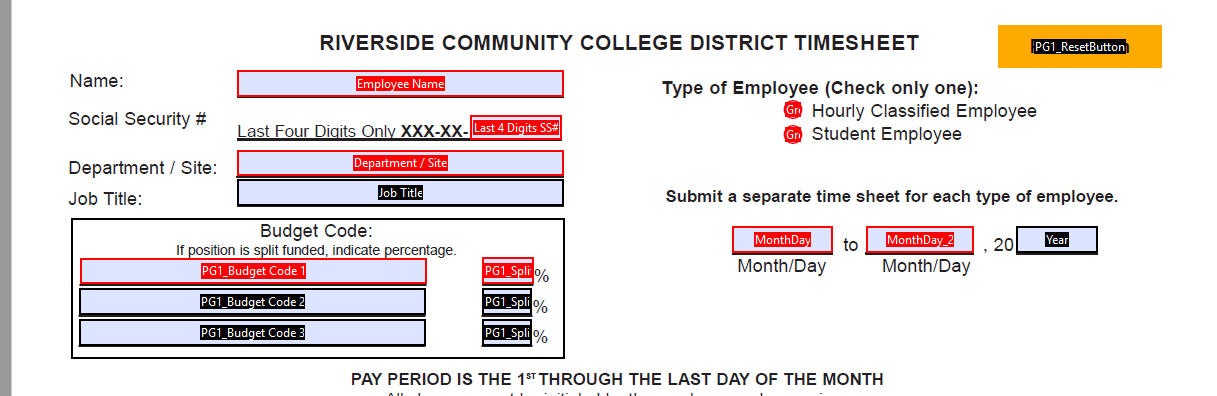 RIVERSIDE COMMUNITY COLLEGE DISTRICT TIMESHEET
PG1_ResetButton
Name: Employee Name
Social Security # Last Four Digits Only XXX-XX- Last 4 Digits SS#
Department / Site: Department / Site
Job Title: Job Title
Type of Employee (Check only one):
Gr Hourly Classified Employee
Gr Student Employee
Submit a separate time sheet for each type of employee.
MonthDay to MonthDay_2 , 20 Year
Month/Day Month/Day
Budget Code:
If position is split funded, indicate percentage.
PG1_Budget Code 1 PG1_Split %
PG1_Budget Code 2 PG1_Spli %
PG1_Budget Code 3 PG1_Spli %
PAY PERIOD IS THE 1ST THROUGH THE LAST DAY OF THE MONTH